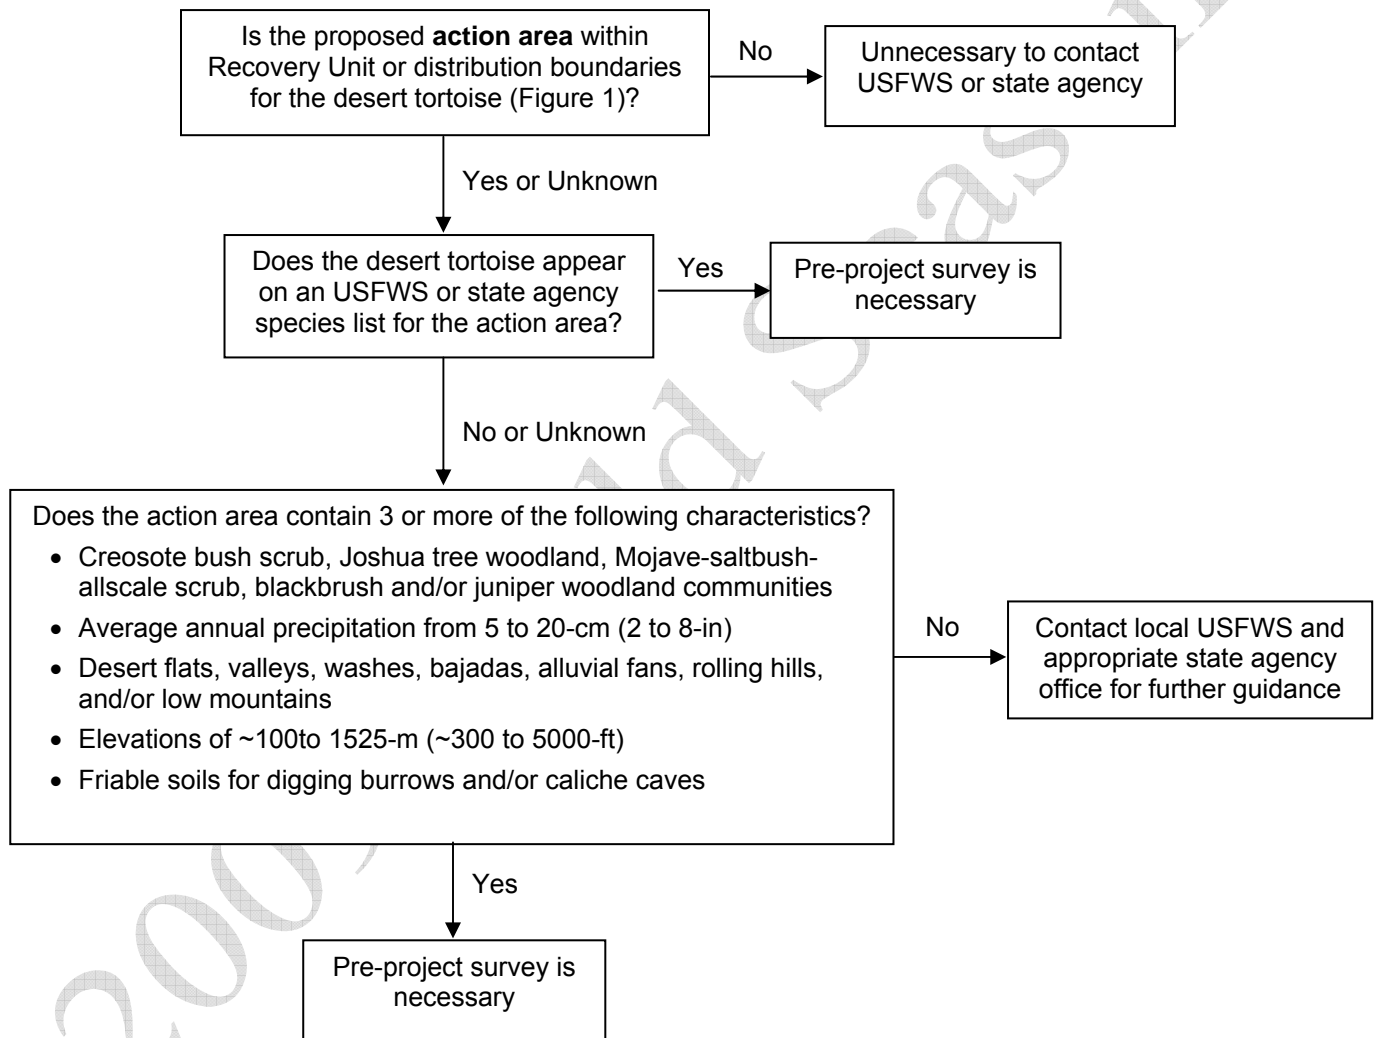 Is the proposed action area within
Recovery Unit or distribution boundaries
for the desert tortoise (Figure 1)?
No
Unnecessary to contact
USFWS or state agency
Yes or Unknown
Does the desert tortoise appear
on an USFWS or state agency
species list for the action area?
Yes
Pre-project survey is
necessary
No or Unknown
Does the action area contain 3 or more of the following characteristics?
• Creosote bush scrub, Joshua tree woodland, Mojave-saltbush-
allscale scrub, blackbrush and/or juniper woodland communities
• Average annual precipitation from 5 to 20-cm (2 to 8-in)
• Desert flats, valleys, washes, bajadas, alluvial fans, rolling hills,
and/or low mountains
• Elevations of ~100to 1525-m (~300 to 5000-ft)
• Friable soils for digging burrows and/or caliche caves
No
Contact local USFWS and
appropriate state agency
office for further guidance
Yes
Pre-project survey is
necessary